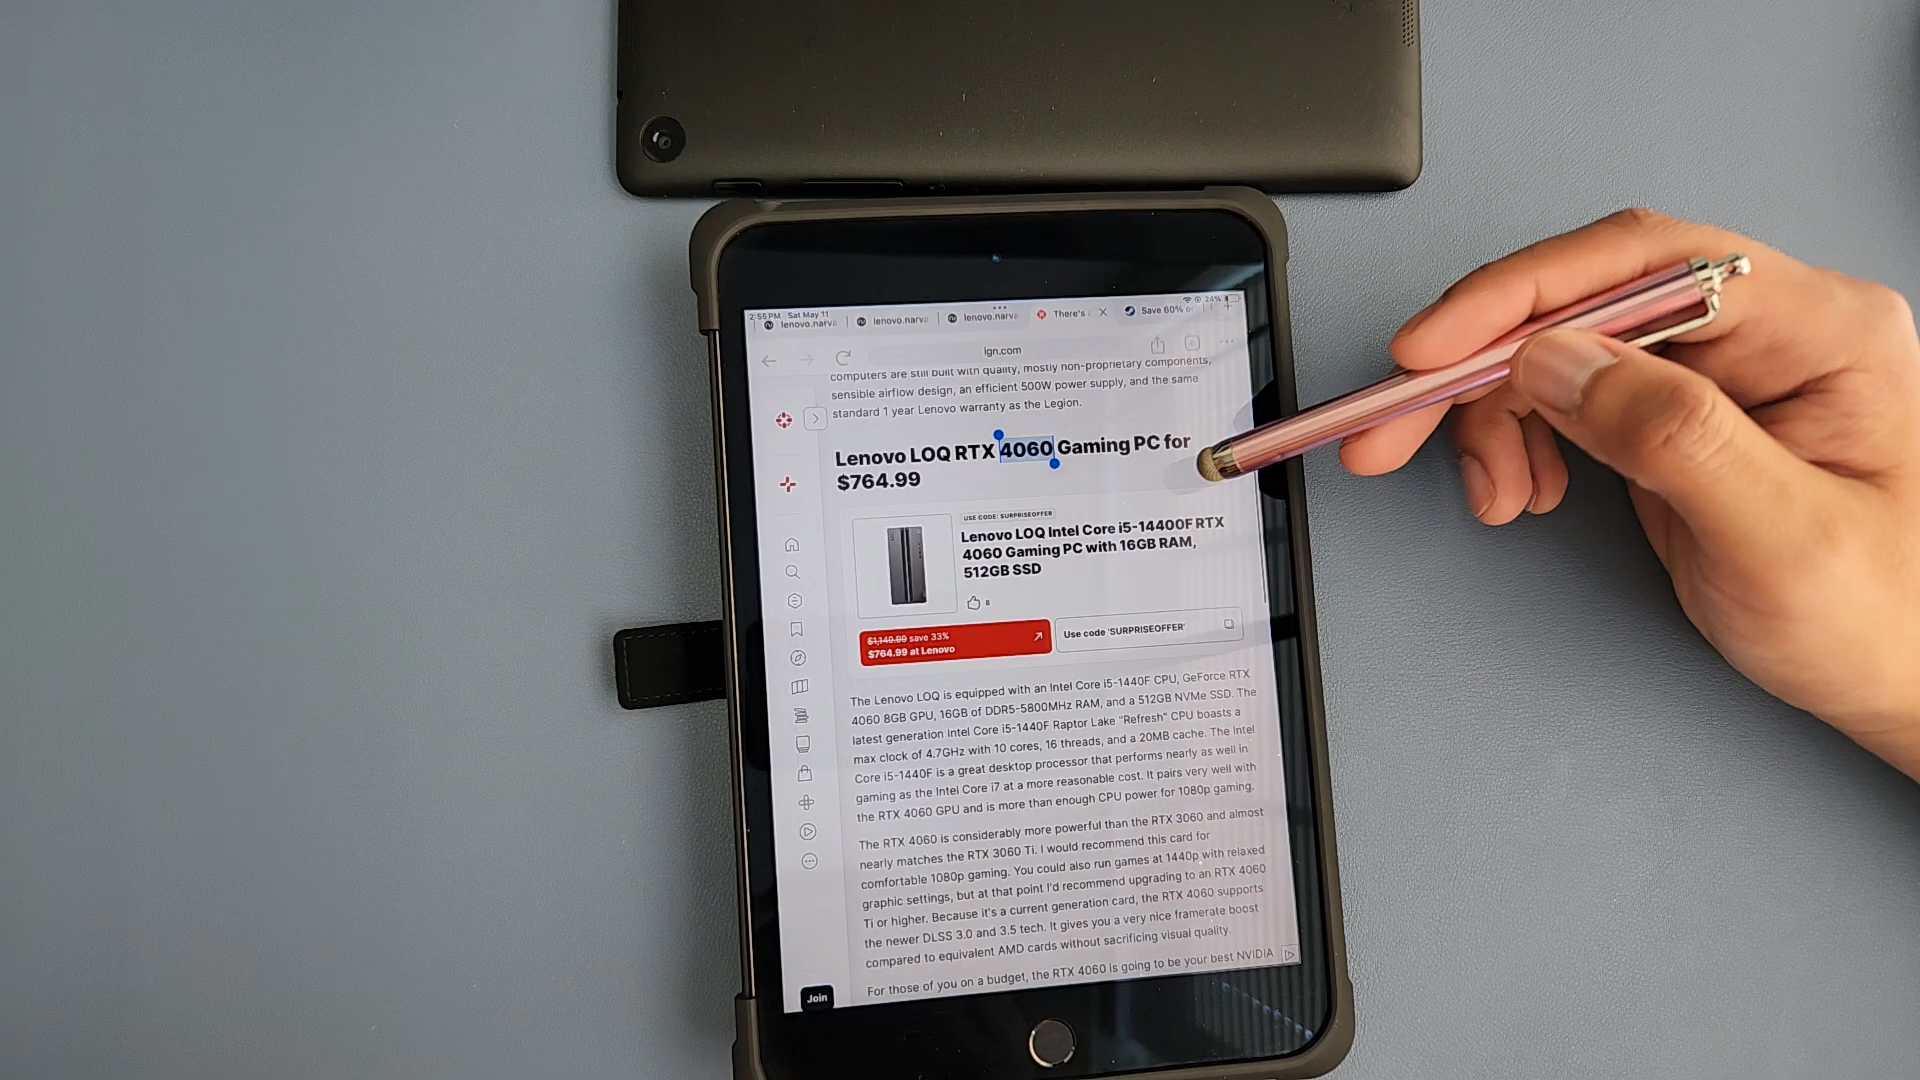 2:55PM Sat May 11
24%
lenovo.narva
lenovo.narva
lenovo.narva
There's
Save 60% o
ign.com
computers are still built with quality, mostly non-proprietary components,
sensible airflow design, an efficient 500W power supply, and the same
standard 1 year Lenovo warranty as the Legion.
Lenovo LOQ RTX 4060 Gaming PC for
$764.99
USE CODE: SURPRISEOFFER
Lenovo LOQ Intel Core i5-14400F RTX
4060 Gaming PC with 16GB RAM,
512GB SSD
8
$1,149.99 save 33%
$764.99 at Lenovo
Use code 'SURPRISEOFFER'
The Lenovo LOQ is equipped with an Intel Core i5-1440F CPU, GeForce RTX
4060 8GB GPU, 16GB of DDR5-5800MHz RAM, and a 512GB NVMe SSD. The
latest generation Intel Core i5-1440F Raptor Lake "Refresh" CPU boasts a
max clock of 4.7GHz with 10 cores, 16 threads, and a 20MB cache. The Intel
Core i5-1440F is a great desktop processor that performs nearly as well in
gaming as the Intel Core i7 at a more reasonable cost. It pairs very well with
the RTX 4060 GPU and is more than enough CPU power for 1080p gaming.
The RTX 4060 is considerably more powerful than the RTX 3060 and almost
nearly matches the RTX 3060 Ti. I would recommend this card for
comfortable 1080p gaming. You could also run games at 1440p with relaxed
graphic settings, but at that point I'd recommend upgrading to an RTX 4060
Ti or higher. Because it's a current generation card, the RTX 4060 supports
the newer DLSS 3.0 and 3.5 tech. It gives you a very nice framerate boost
compared to equivalent AMD cards without sacrificing visual quality.
For those of you on a budget, the RTX 4060 is going to be your best NVIDIA
Join